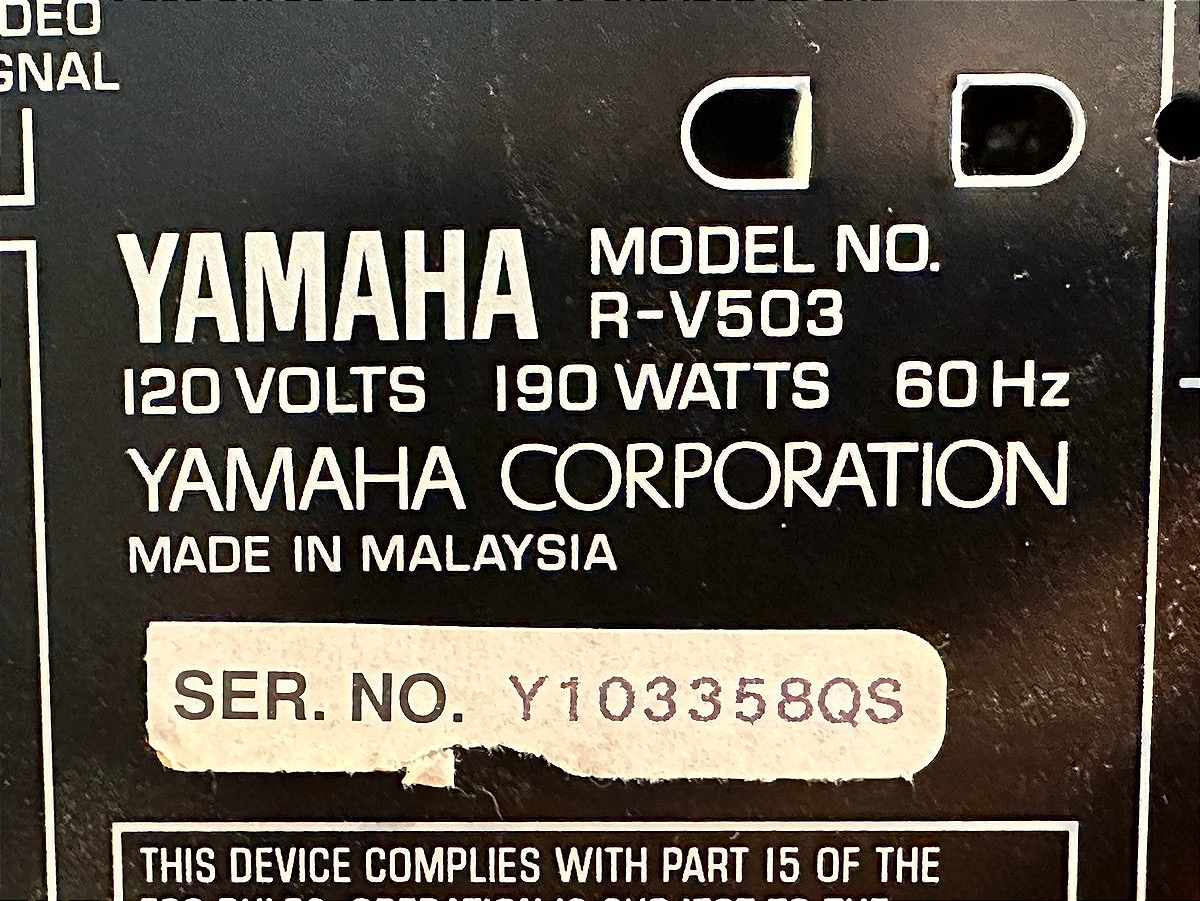 DEO
GNAL
YAMAHA MODEL NO.
R-V503
120 VOLTS 190 WATTS 60 Hz
YAMAHA CORPORATION
MADE IN MALAYSIA
SER. NO. Y103358QS
THIS DEVICE COMPLIES WITH PART 15 OF THE